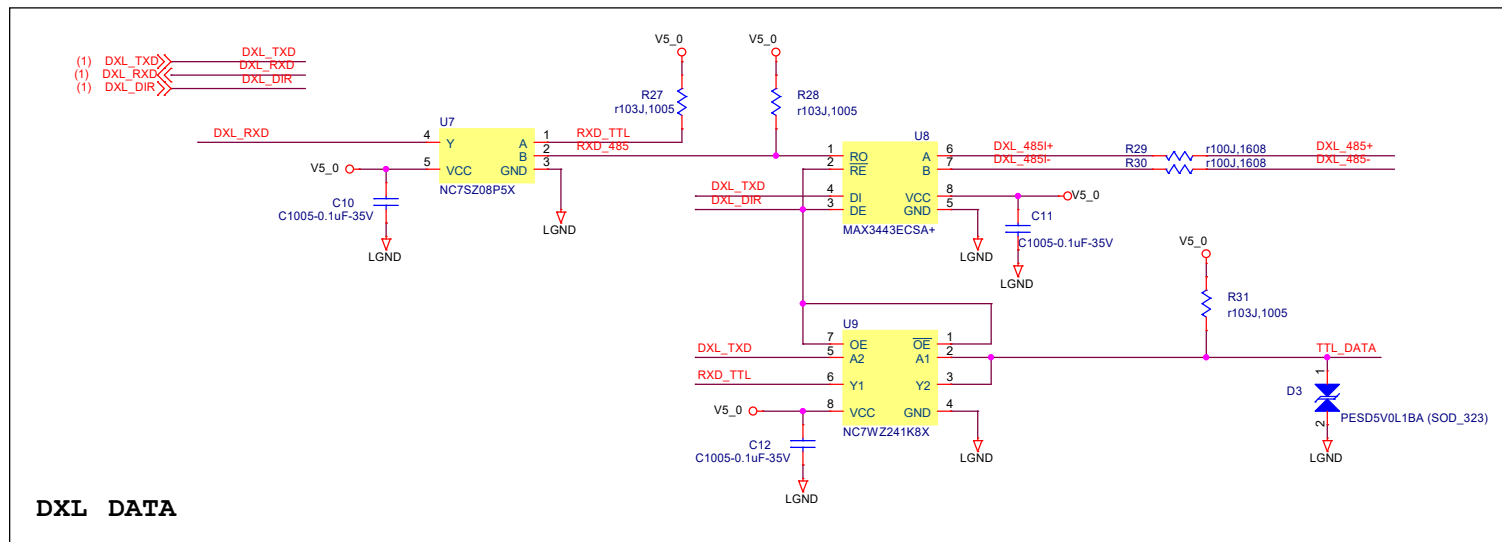 (1) DXL_TXD DXL_TXD
(1) DXL_RXD DXL_RXD
(1) DXL_DIR DXL_DIR
V5_0
R27
r103J,1005
V5_0
R28
r103J,1005
U7
DXL_RXD 4 Y A 1 RXD_TTL
B 2 RXD_485
V5_0 5 VCC GND 3
NC7SZ08P5X
C10
C1005-0.1uF-35V
LGND
LGND
U8
1 RO A 6 DXL_485I+ R29 r100J,1608 DXL_485+
2 RE B 7 DXL_485I- R30 r100J,1608 DXL_485-
DXL_TXD 4 DI VCC 8 V5_0
DXL_DIR 3 DE GND 5
MAX3443ECSA+
C11
C1005-0.1uF-35V
LGND
LGND
V5_0
R31
r103J,1005
U9
7 OE OE 1
DXL_TXD 5 A2 A1 2 TTL_DATA
RXD_TTL 6 Y1 Y2 3
V5_0 8 VCC GND 4
NC7WZ241K8X
C12
C1005-0.1uF-35V
LGND
LGND
1
D3
PESD5V0L1BA (SOD_323)
2
LGND
DXL DATA